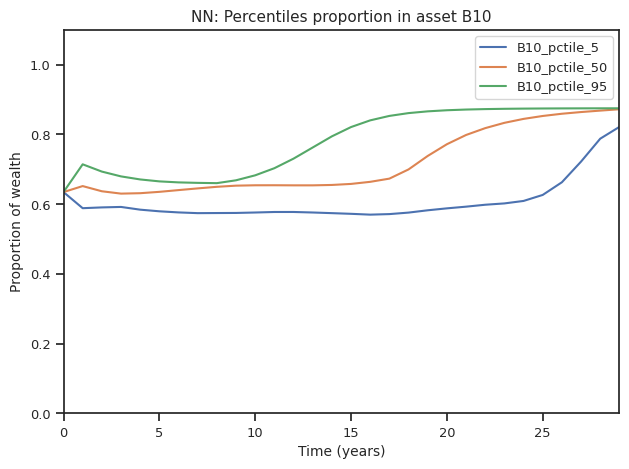 NN: Percentiles proportion in asset B10
B10_pctile_5
B10_pctile_50
B10_pctile_95
Proportion of wealth
1.0
0.8
0.6
0.4
0.2
0.0
0 5 10 15 20 25
Time (years)